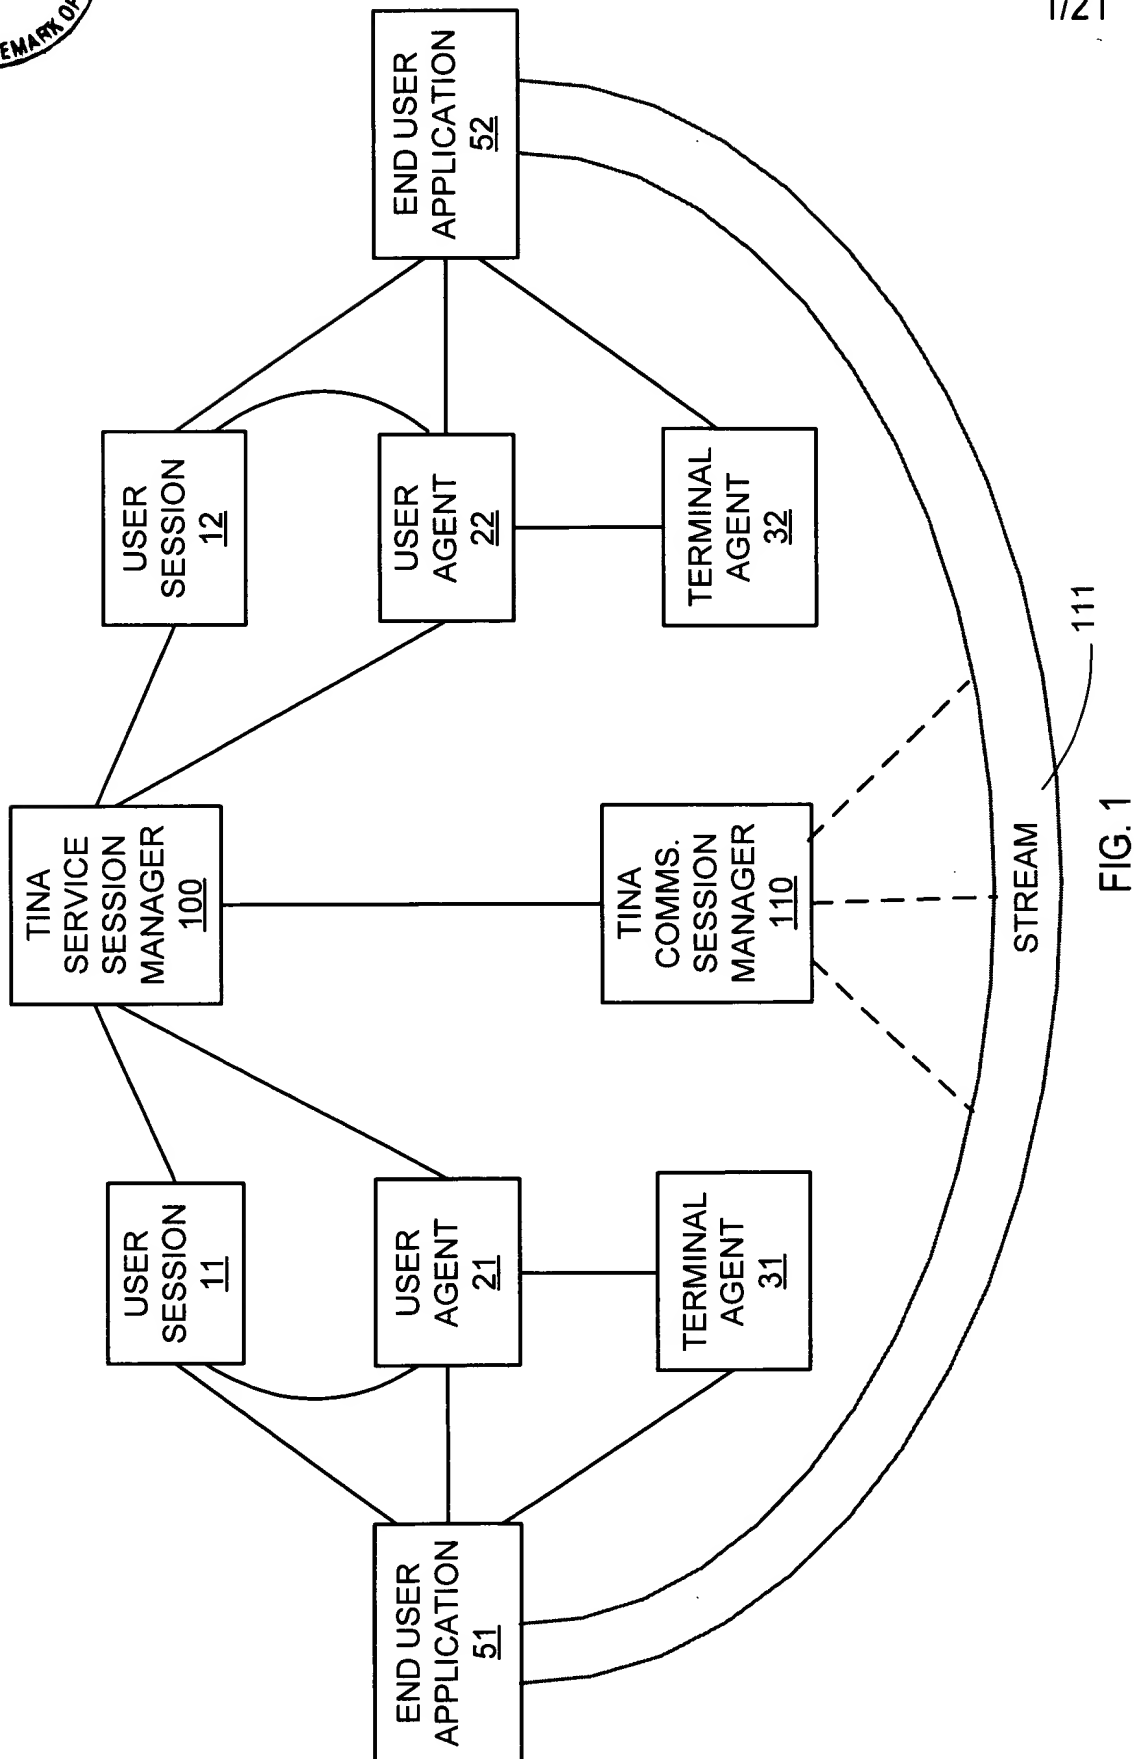 EMARK OF
1/21
TINA
SERVICE
SESSION
MANAGER
100
USER
SESSION
11
USER
SESSION
12
END USER
APPLICATION
51
USER
AGENT
21
USER
AGENT
22
END USER
APPLICATION
52
TERMINAL
AGENT
31
TINA
COMMS.
SESSION
MANAGER
110
TERMINAL
AGENT
32
STREAM
111
FIG. 1